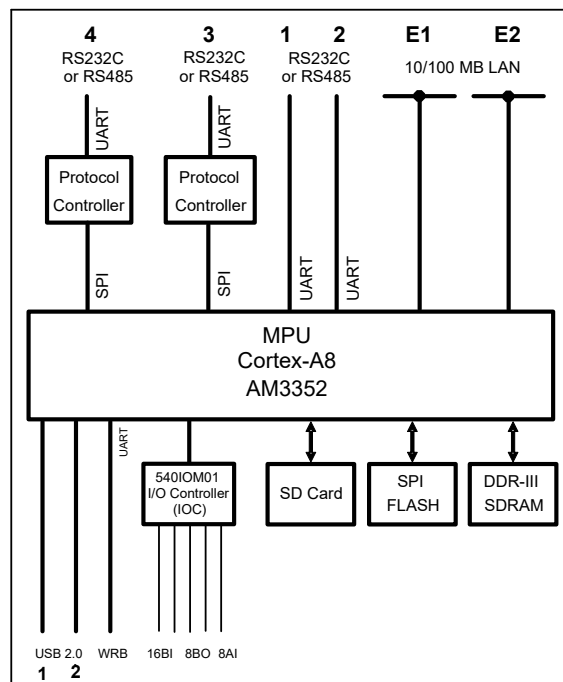 4 3 1 2 E1 E2
RS232C RS232C RS232C 10/100 MB LAN
or RS485 or RS485 or RS485
UART UART
Protocol Protocol
Controller Controller
SPI SPI UART UART
MPU
Cortex-A8
AM3352
UART
540IOM01
I/O Controller
(IOC)
SD Card
SPI
FLASH
DDR-III
SDRAM
USB 2.0 WRB 16BI 8BO 8AI
1 2